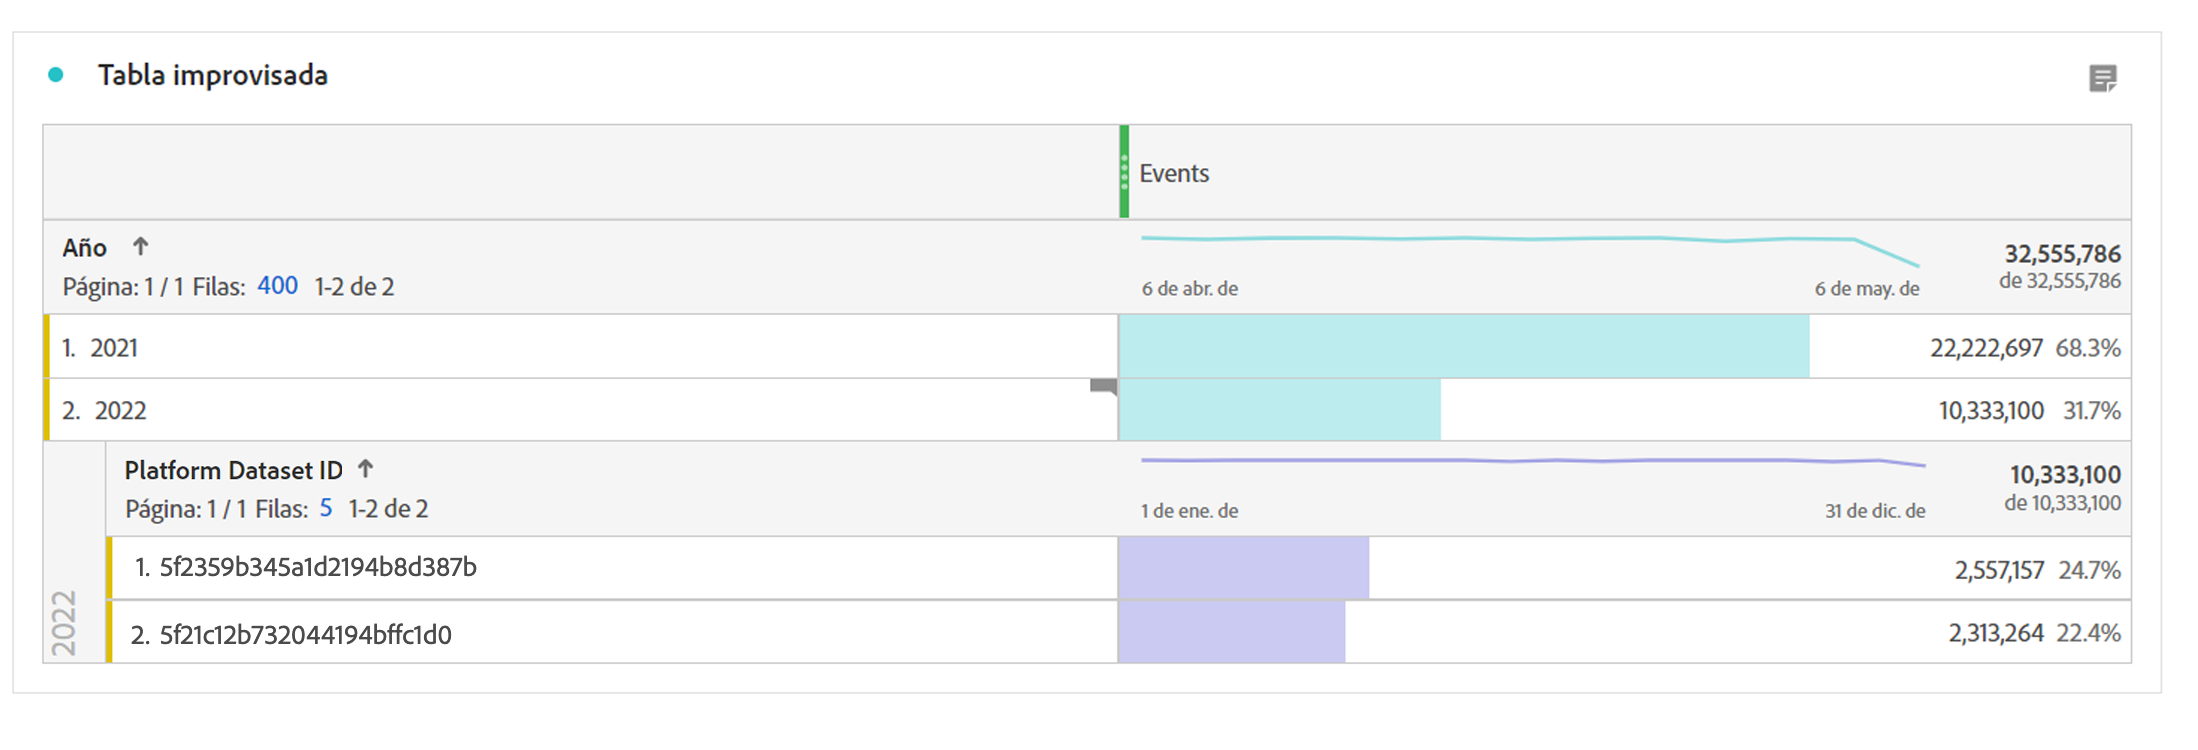 Tabla improvisada
Events
Año
32,555,786
de 32,555,786
Página: 1 / 1 Filas: 400 1-2 de 2
6 de abr. de
6 de may. de
1. 2021
22,222,697 68.3%
2. 2022
10,333,100 31.7%
Platform Dataset ID
10,333,100
de 10,333,100
Página: 1 / 1 Filas: 5 1-2 de 2
1 de ene. de
31 de dic. de
2022
1. 5f2359b345a1d2194b8d387b
2,557,157 24.7%
2. 5f21c12b732044194bffc1d0
2,313,264 22.4%